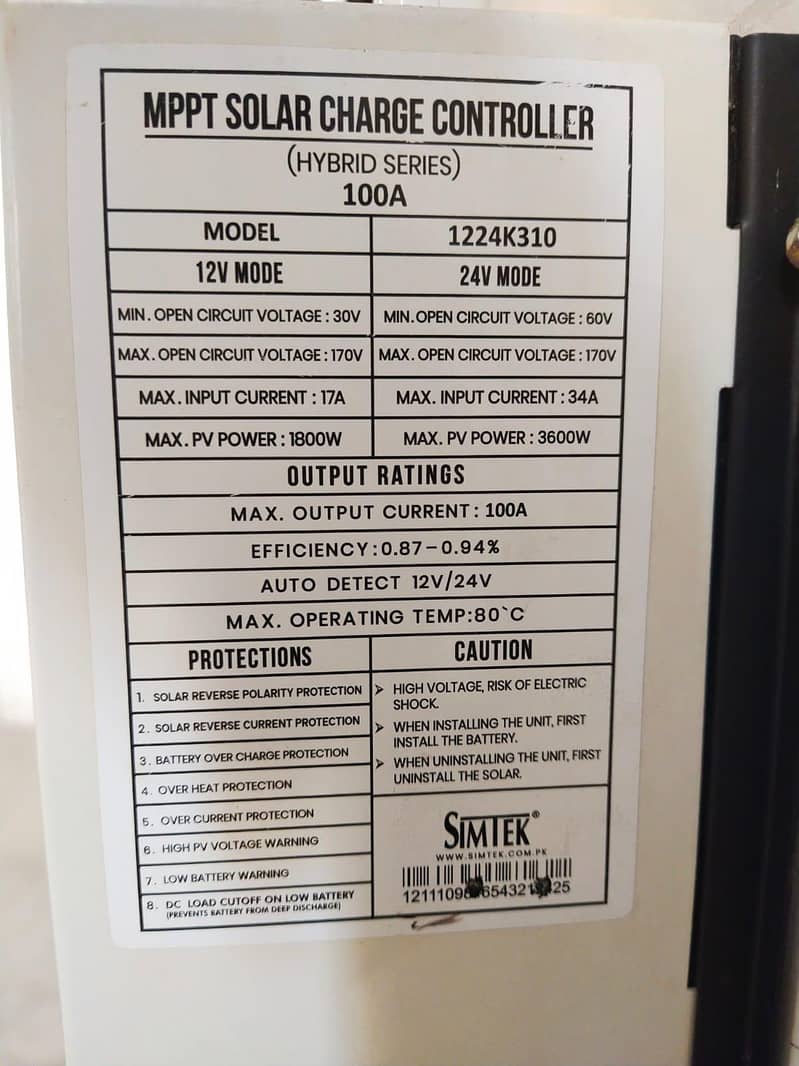 MPPT SOLAR CHARGE CONTROLLER
(HYBRID SERIES)
100A
MODEL 1224K310
12V MODE 24V MODE
MIN. OPEN CIRCUIT VOLTAGE : 30V MIN. OPEN CIRCUIT VOLTAGE : 60V
MAX. OPEN CIRCUIT VOLTAGE : 170V MAX. OPEN CIRCUIT VOLTAGE : 170V
MAX. INPUT CURRENT : 17A MAX. INPUT CURRENT : 34A
MAX. PV POWER : 1800W MAX. PV POWER : 3600W
OUTPUT RATINGS
MAX. OUTPUT CURRENT : 100A
EFFICIENCY : 0.87 – 0.94%
AUTO DETECT 12V/24V
MAX. OPERATING TEMP:80`C
PROTECTIONS
1. SOLAR REVERSE POLARITY PROTECTION
2. SOLAR REVERSE CURRENT PROTECTION
3. BATTERY OVER CHARGE PROTECTION
4. OVER HEAT PROTECTION
5. OVER CURRENT PROTECTION
6. HIGH PV VOLTAGE WARNING
7. LOW BATTERY WARNING
8. DC LOAD CUTOFF ON LOW BATTERY
(PREVENTS BATTERY FROM DEEP DISCHARGE)
CAUTION
➢ HIGH VOLTAGE, RISK OF ELECTRIC
SHOCK.
➢ WHEN INSTALLING THE UNIT, FIRST
INSTALL THE BATTERY.
➢ WHEN UNINSTALLING THE UNIT, FIRST
UNINSTALL THE SOLAR.
SIMTEK®
WWW.SIMTEK.COM.PK